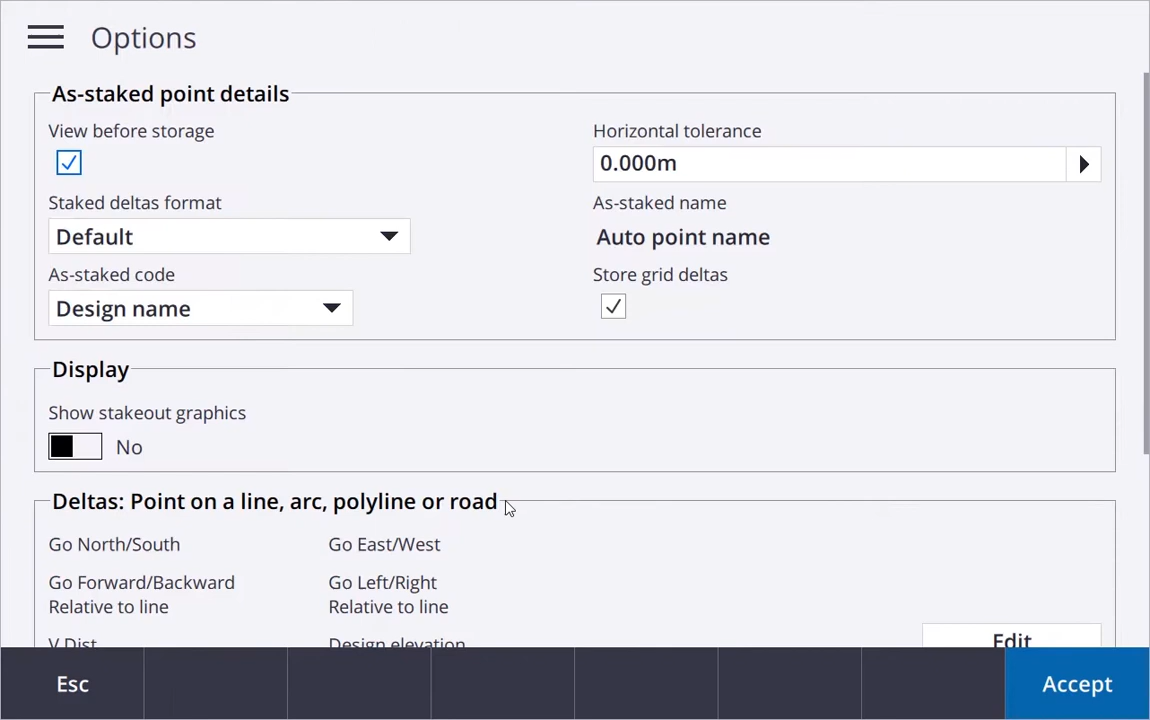 Options
As-staked point details
View before storage
Horizontal tolerance
0.000m
Staked deltas format
As-staked name
Default
Auto point name
As-staked code
Store grid deltas
Design name
Display
Show stakeout graphics
No
Deltas: Point on a line, arc, polyline or road
Go North/South
Go East/West
Go Forward/Backward
Relative to line
Go Left/Right
Relative to line
V.Dist
Design elevation
Edit
Esc
Accept